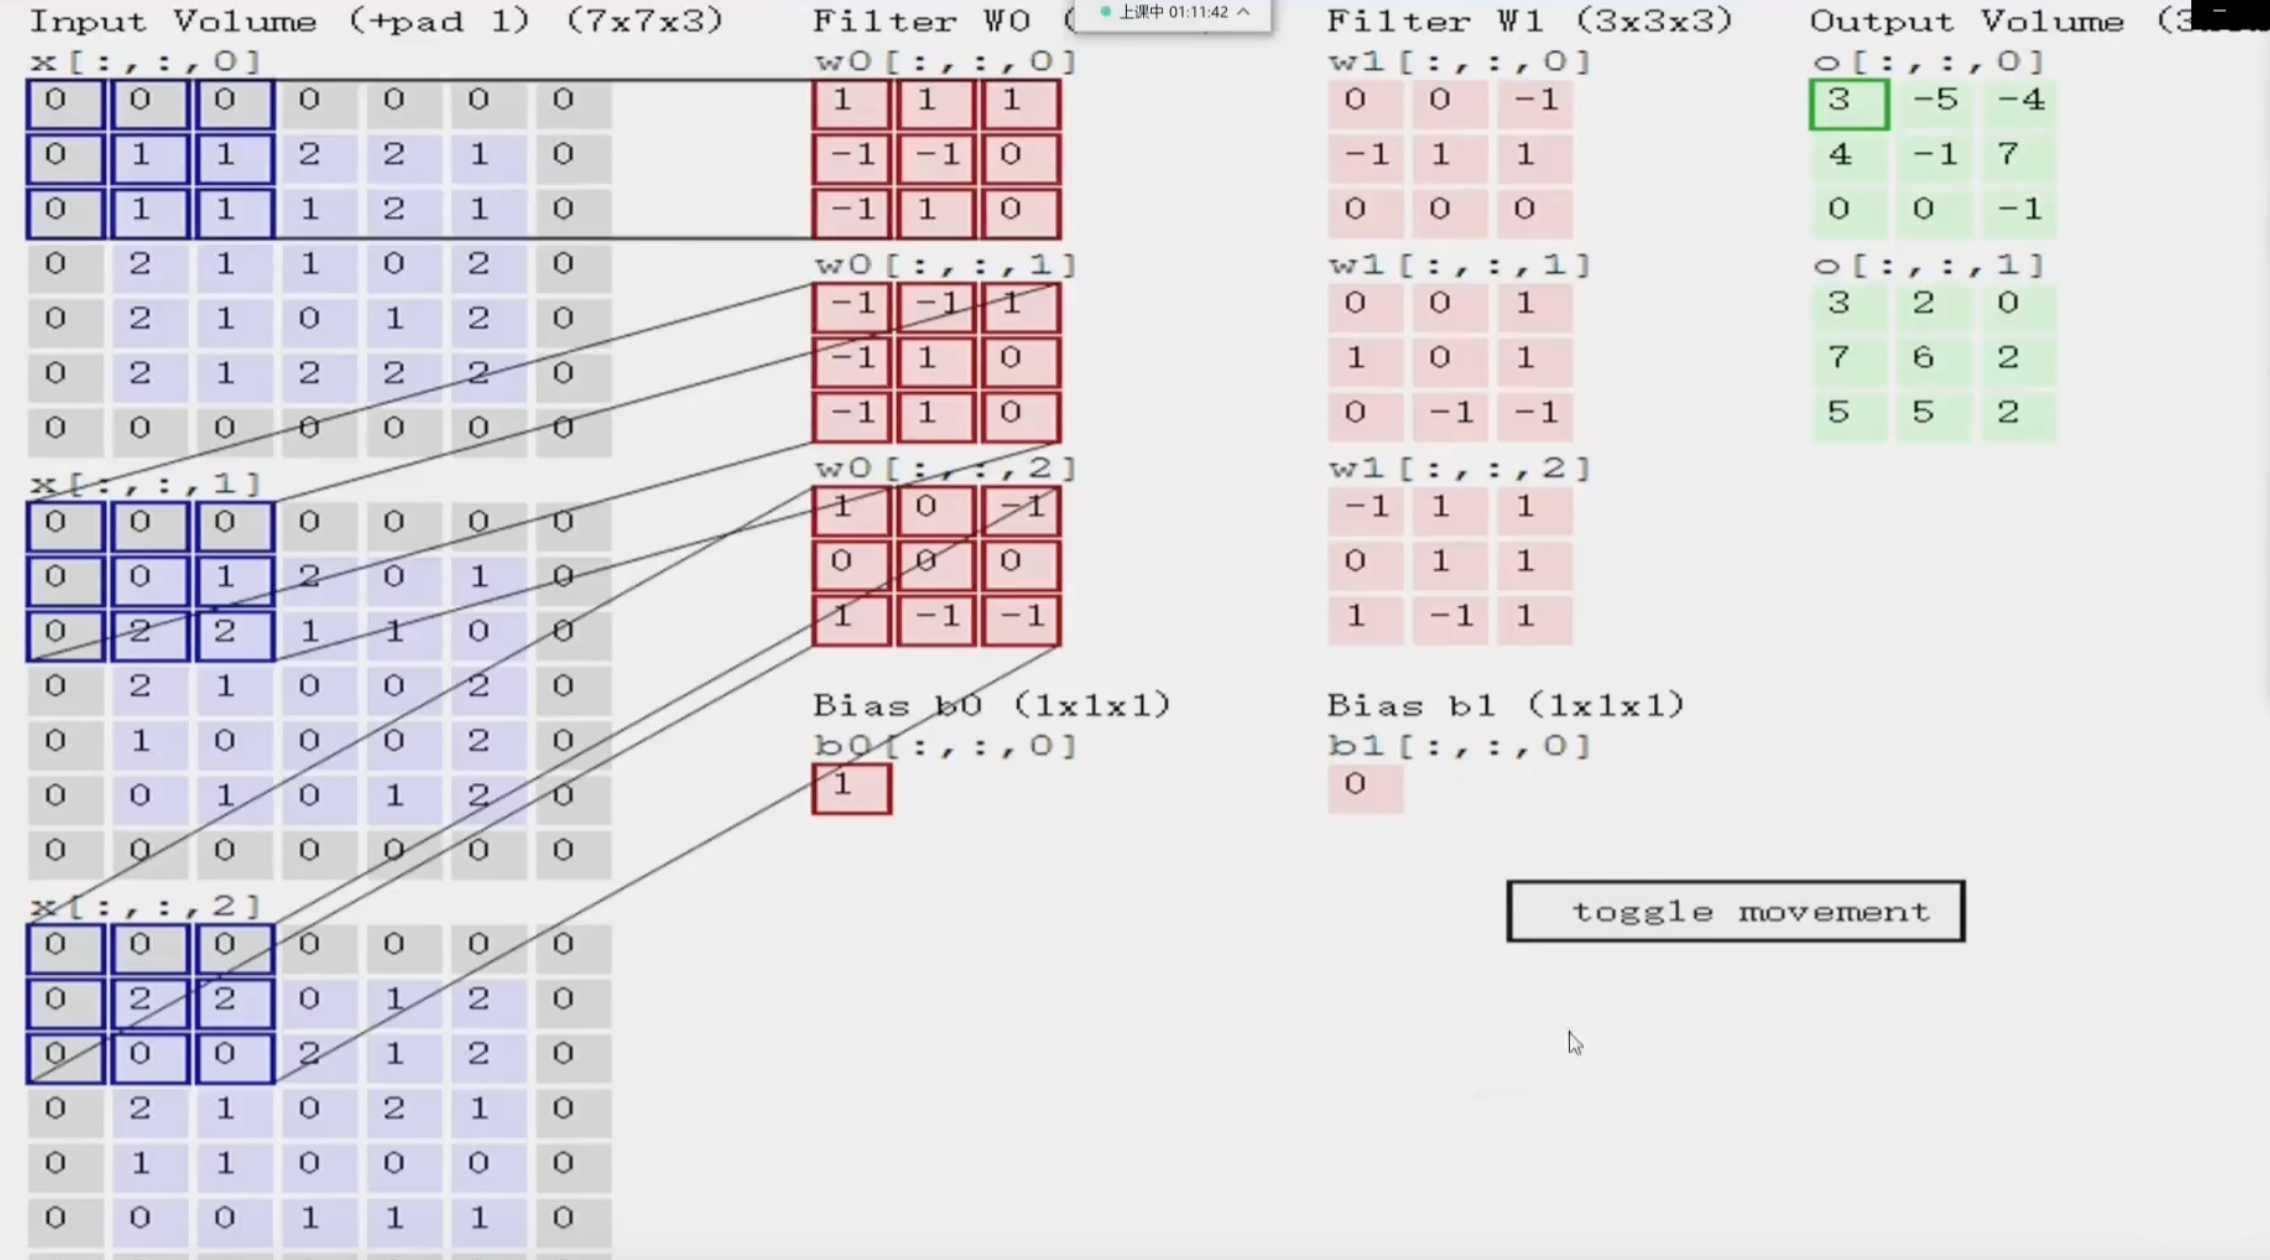 Input Volume (+pad 1) (7x7x3)
x[:,:,0]
0 0 0 0 0 0 0
0 1 1 2 2 1 0
0 1 1 1 2 1 0
0 2 1 1 0 2 0
0 2 1 0 1 2 0
0 2 1 2 2 2 0
0 0 0 0 0 0 0
x[:,:,1]
0 0 0 0 0 0 0
0 0 1 2 0 1 0
0 2 2 1 1 0 0
0 2 1 0 0 2 0
0 1 0 0 0 2 0
0 0 1 0 1 2 0
0 0 0 0 0 0 0
x[:,:,2]
0 0 0 0 0 0 0
0 2 2 0 1 2 0
0 0 0 2 1 2 0
0 2 1 0 2 1 0
0 1 1 0 0 0 0
0 0 0 1 1 1 0
Filter W0 (
上课中 01:11:42
w0[:,:,0]
1 1 1
-1 -1 0
-1 1 0
w0[:,:,1]
-1 -1 1
-1 1 0
-1 1 0
w0[:,:,2]
1 0 -1
0 0 0
1 -1 -1
Bias b0 (1x1x1)
b0[:,:,0]
1
Filter W1 (3x3x3)
w1[:,:,0]
0 0 -1
-1 1 1
0 0 0
w1[:,:,1]
0 0 1
1 0 1
0 -1 -1
w1[:,:,2]
-1 1 1
0 1 1
1 -1 1
Bias b1 (1x1x1)
b1[:,:,0]
0
Output Volume (3
o[:,:,0]
3 -5 -4
4 -1 7
0 0 -1
o[:,:,1]
3 2 0
7 6 2
5 5 2
toggle movement